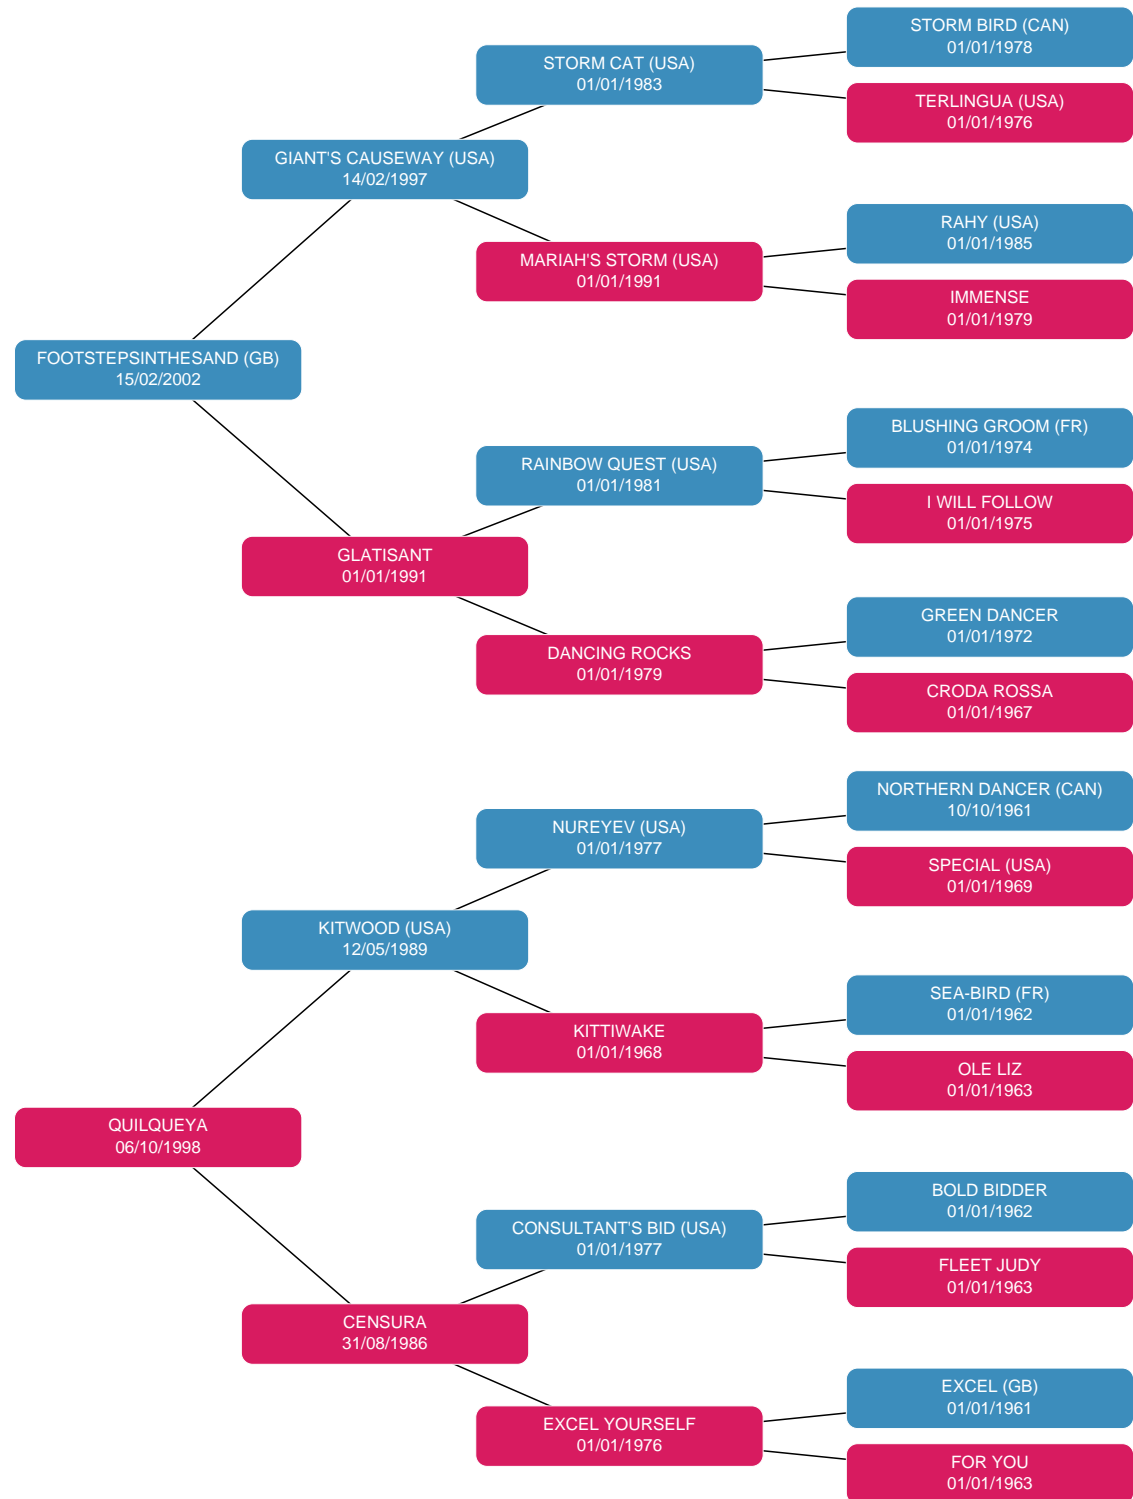 STORM BIRD (CAN)
01/01/1978
STORM CAT (USA)
01/01/1983
TERLINGUA (USA)
01/01/1976
GIANT'S CAUSEWAY (USA)
14/02/1997
RAHY (USA)
01/01/1985
MARIAH'S STORM (USA)
01/01/1991
IMMENSE
01/01/1979
FOOTSTEPSINTHESAND (GB)
15/02/2002
BLUSHING GROOM (FR)
01/01/1974
RAINBOW QUEST (USA)
01/01/1981
I WILL FOLLOW
01/01/1975
GLATISANT
01/01/1991
GREEN DANCER
01/01/1972
DANCING ROCKS
01/01/1979
CRODA ROSSA
01/01/1967
NORTHERN DANCER (CAN)
10/10/1961
NUREYEV (USA)
01/01/1977
SPECIAL (USA)
01/01/1969
KITWOOD (USA)
12/05/1989
SEA-BIRD (FR)
01/01/1962
KITTIWAKE
01/01/1968
OLE LIZ
01/01/1963
QUILQUEYA
06/10/1998
BOLD BIDDER
01/01/1962
CONSULTANT'S BID (USA)
01/01/1977
FLEET JUDY
01/01/1963
CENSURA
31/08/1986
EXCEL (GB)
01/01/1961
EXCEL YOURSELF
01/01/1976
FOR YOU
01/01/1963